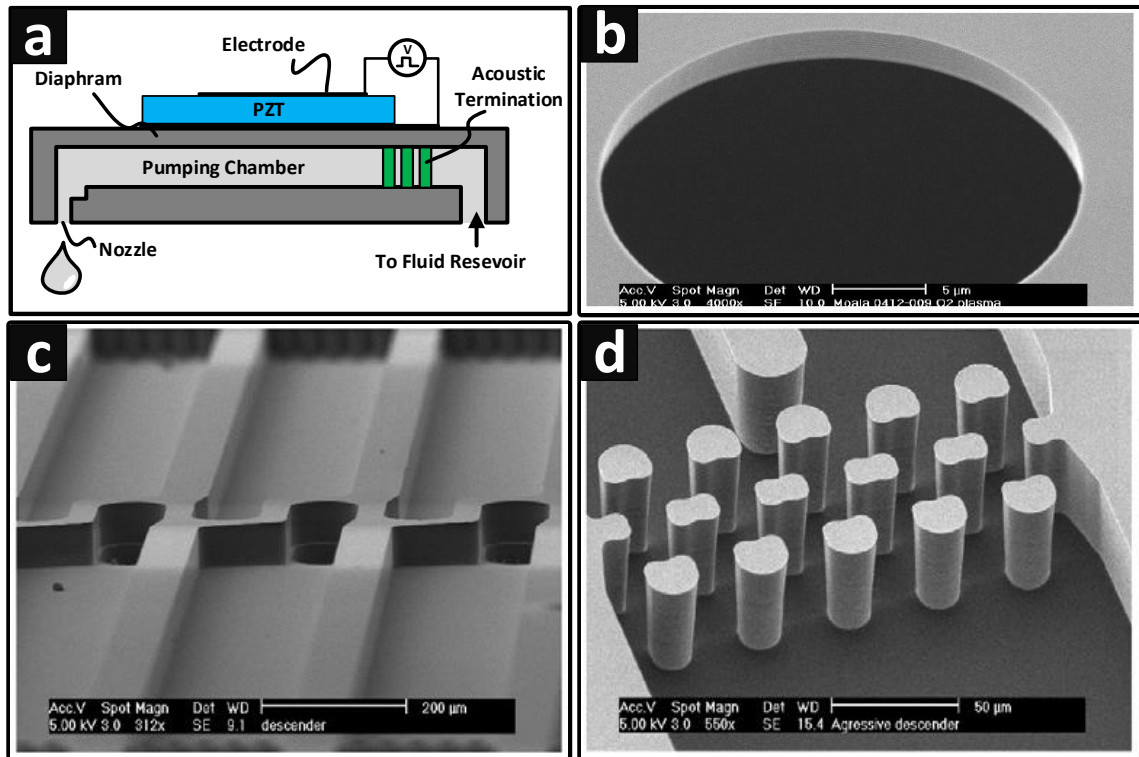 a
Electrode
V
Diaphram
Acoustic
Termination
PZT
Pumping Chamber
Nozzle
To Fluid Resevoir
b
Acc.V Spot Magn Det WD 5 µm
5.00 kV 3.0 4000x SE 10.0 Moala 0412-009 O2 plasma
c
Acc.V Spot Magn Det WD 200 µm
5.00 kV 3.0 312x SE 9.1 descender
d
Acc.V Spot Magn Det WD 50 µm
5.00 kV 3.0 550x SE 15.4 Agressive descender